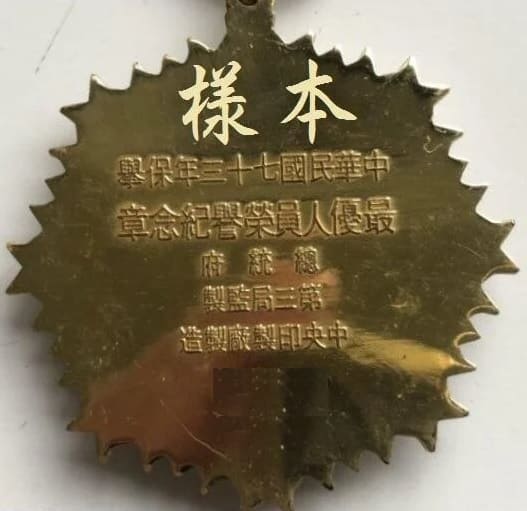 樣本
中華民國七十三年保舉
最優人員榮譽紀念章
總統府
第三局監製
中央印製廠製造